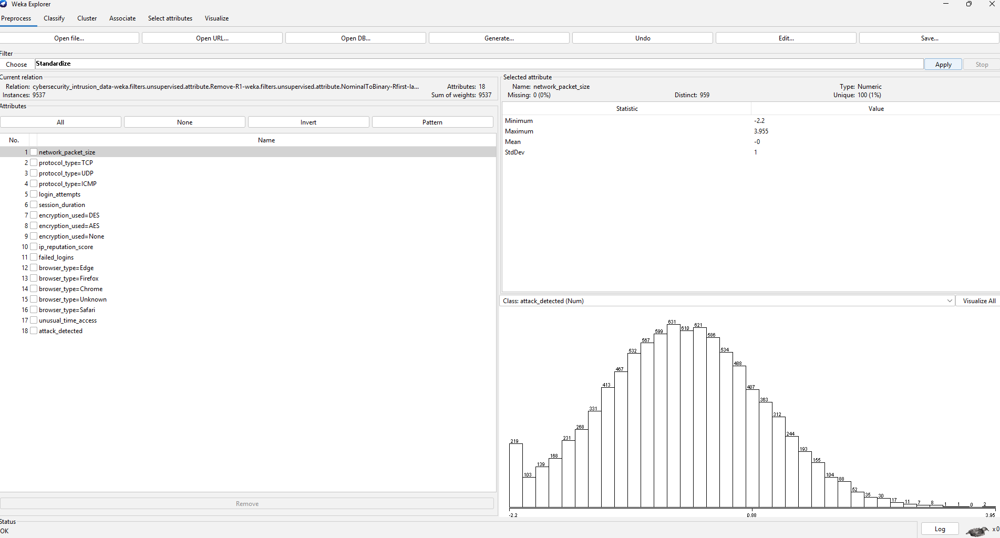 Weka Explorer
Preprocess Classify Cluster Associate Select attributes Visualize
Open file... Open URL... Open DB... Generate... Undo Edit... Save...
Filter
Choose Standardize Apply Stop
Current relation
Relation: cybersecurity_intrusion_data-weka.filters.unsupervised.attribute.Remove-R1-weka.filters.unsupervised.attribute.NominalToBinary-Rfirst-la... Attributes: 18
Instances: 9537 Sum of weights: 9537
Attributes
All None Invert Pattern
No. Name
1 network_packet_size
2 protocol_type=TCP
3 protocol_type=UDP
4 protocol_type=ICMP
5 login_attempts
6 session_duration
7 encryption_used=DES
8 encryption_used=AES
9 encryption_used=None
10 ip_reputation_score
11 failed_logins
12 browser_type=Edge
13 browser_type=Firefox
14 browser_type=Chrome
15 browser_type=Unknown
16 browser_type=Safari
17 unusual_time_access
18 attack_detected
Remove
Selected attribute
Name: network_packet_size Type: Numeric
Missing: 0 (0%) Distinct: 959 Unique: 100 (1%)
Statistic Value
Minimum -2.2
Maximum 3.955
Mean -0
StdDev 1
Class: attack_detected (Num) Visualize All
219 103 139 168 231 268 331 413 467 532 567 599 631 610 621 586 534 488 407 363 312 244 193 155 104 88 52 35 30 17 11 7 8 1 1 0 2
-2.2 0.88 3.95
Status
OK
Log x0